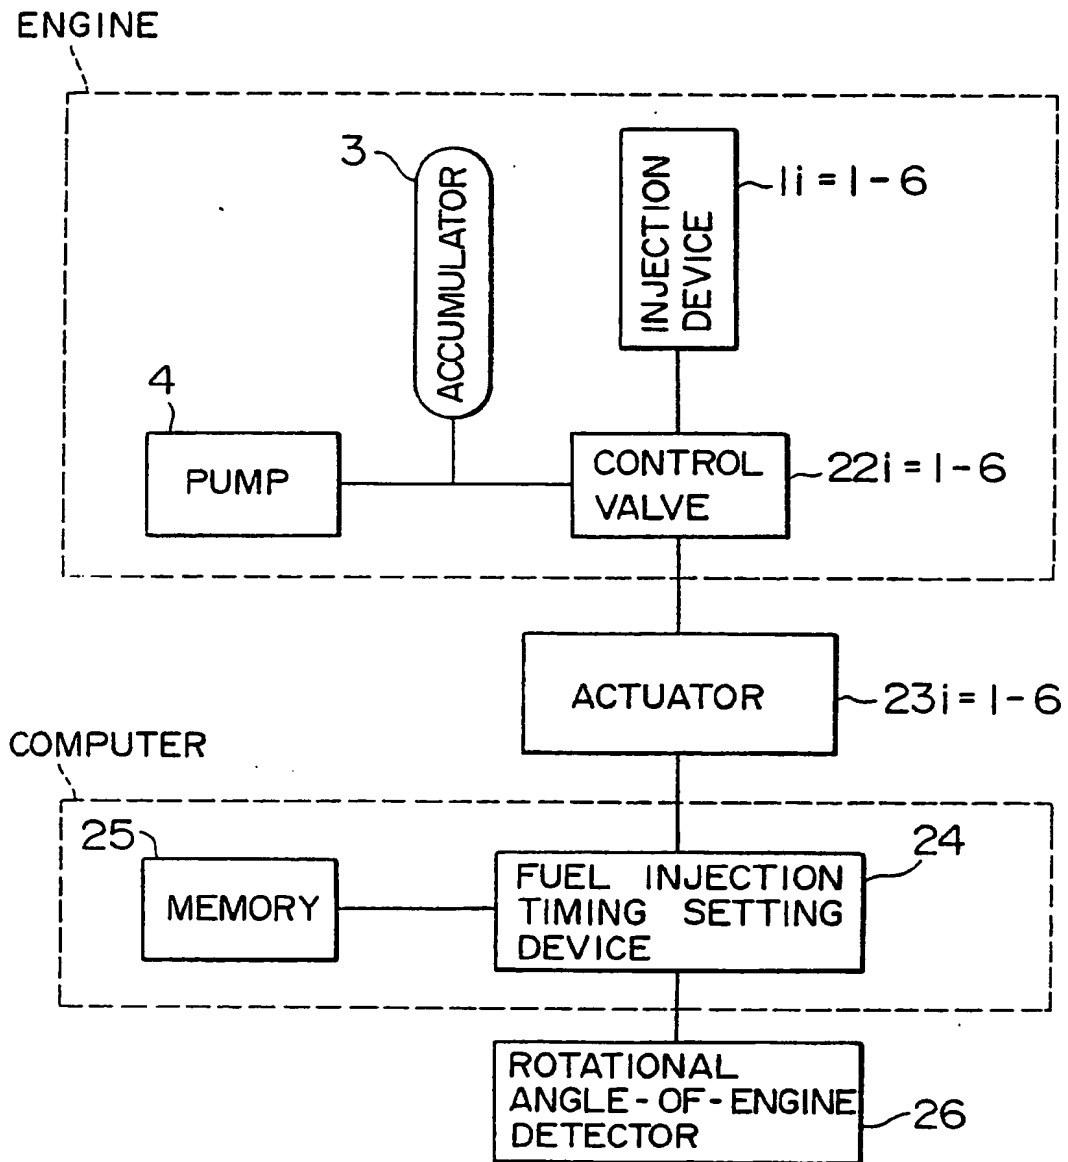 ENGINE
3
ACCUMULATOR
INJECTION
DEVICE
1i = 1 - 6
4
PUMP
CONTROL
VALVE
22i = 1 - 6
ACTUATOR
23i = 1 - 6
COMPUTER
25
MEMORY
24
FUEL INJECTION
TIMING SETTING
DEVICE
ROTATIONAL
ANGLE-OF-ENGINE
DETECTOR
26